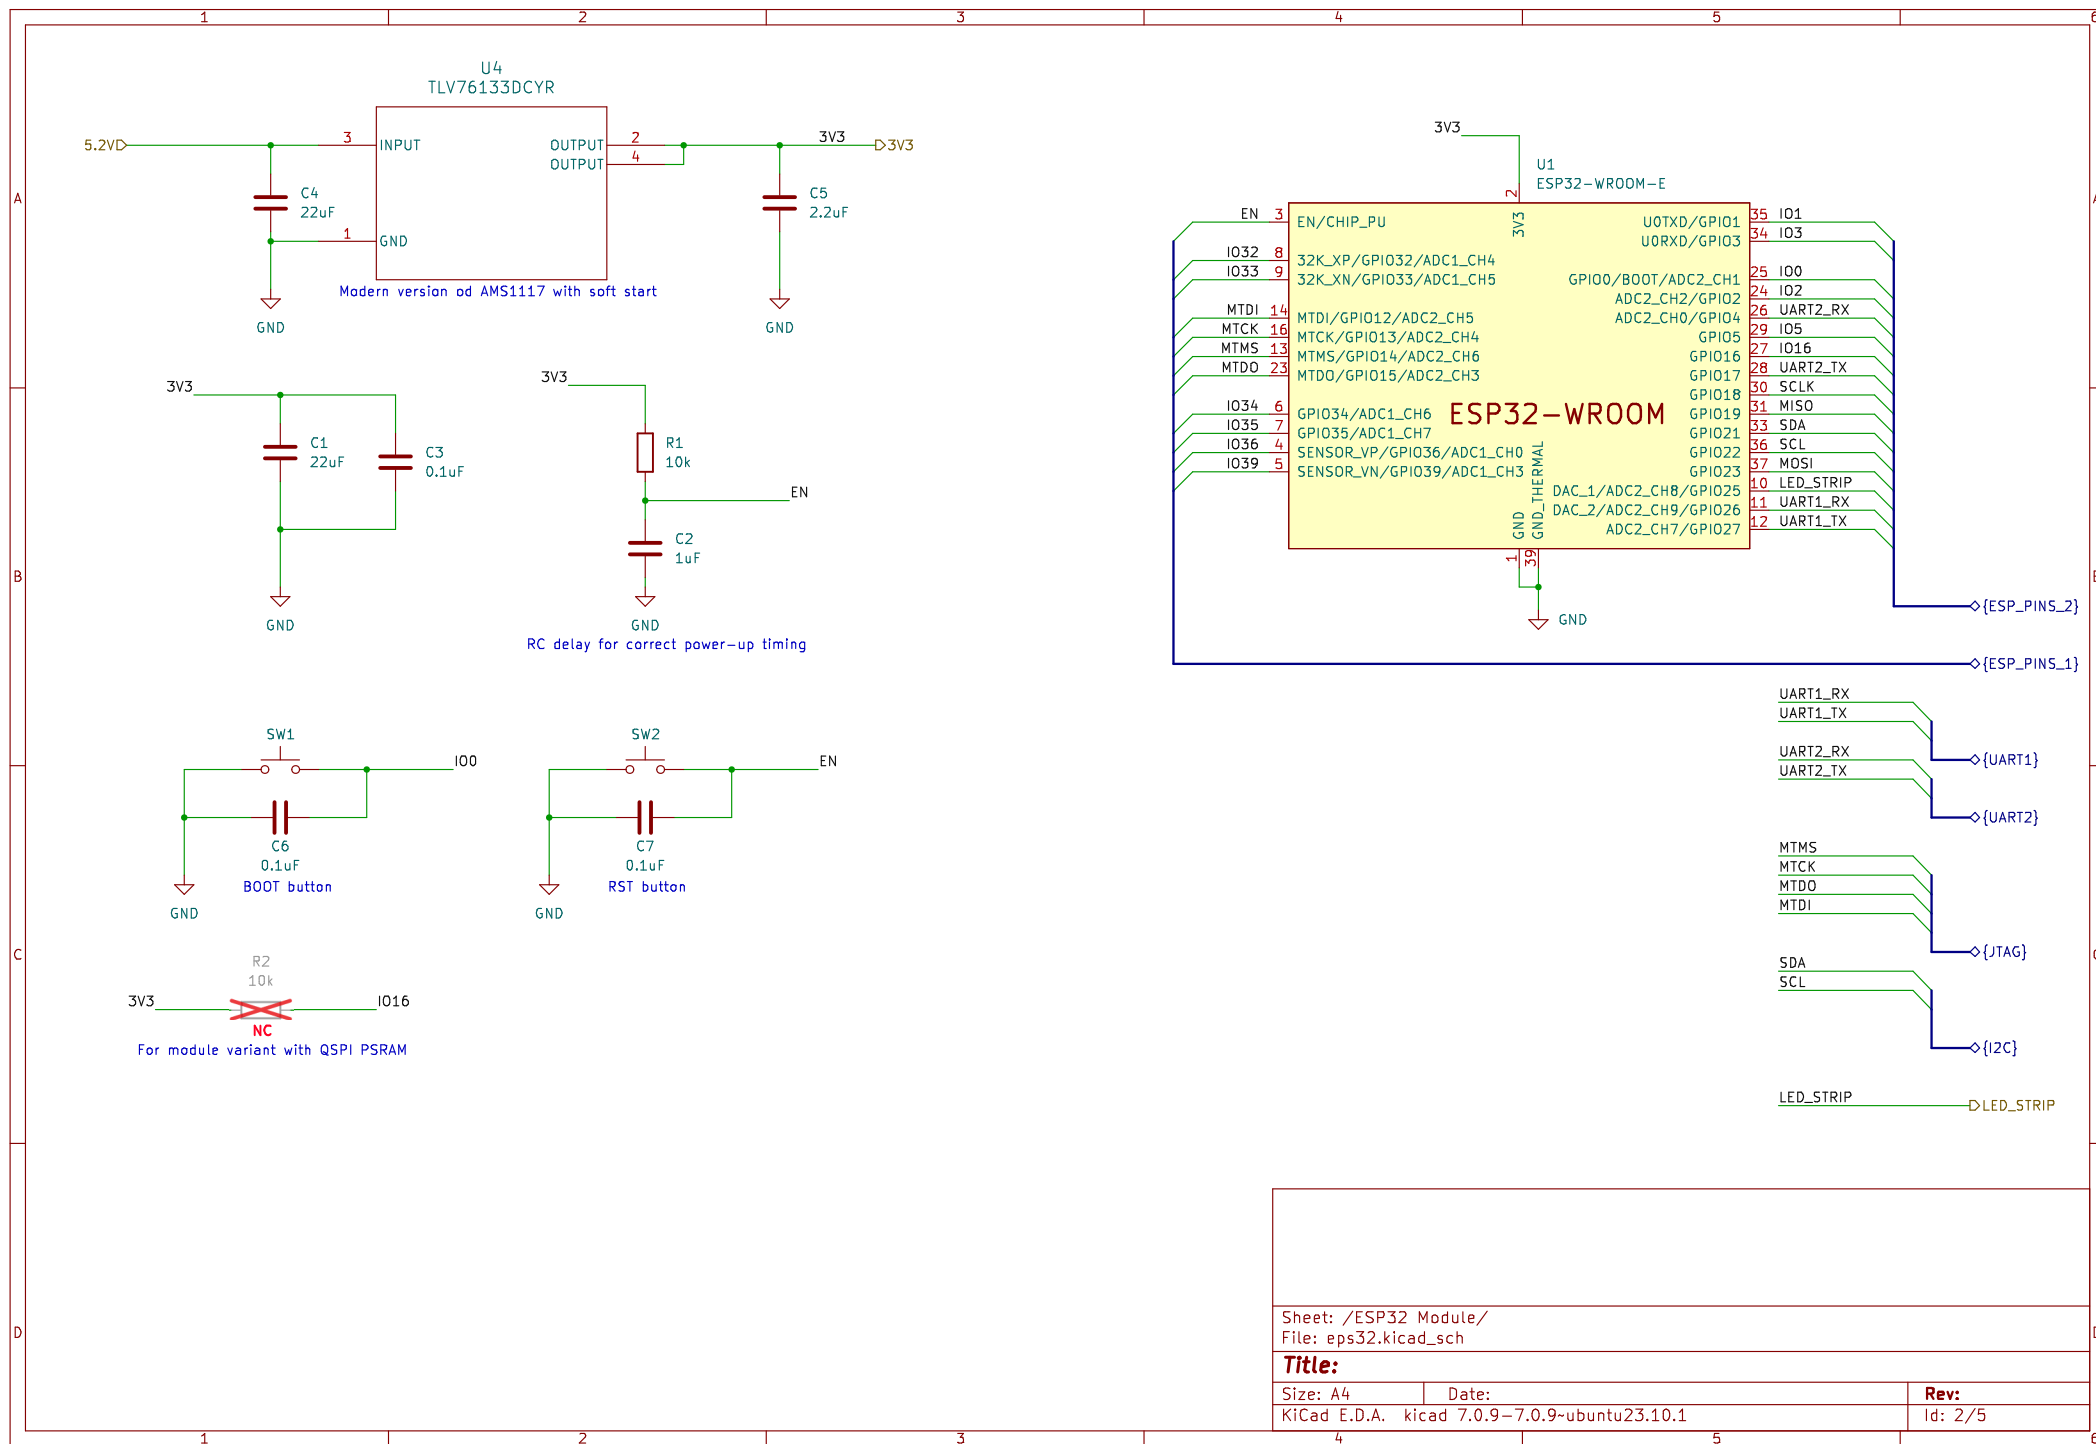 1 2 3 4 5 6
A
B
C
D
U4
TLV76133DCYR
5.2V
3 INPUT
OUTPUT 2
OUTPUT 4
3V3
3V3
C4
22uF
C5
2.2uF
1 GND
Modern version od AMS1117 with soft start
GND
GND
3V3
C1
22uF
C3
0.1uF
GND
3V3
R1
10k
EN
C2
1uF
GND
RC delay for correct power-up timing
SW1
IO0
C6
0.1uF
BOOT button
GND
SW2
EN
C7
0.1uF
RST button
GND
R2
10k
3V3
IO16
NC
For module variant with QSPI PSRAM
3V3
U1
ESP32-WROOM-E
2
3V3
EN 3 EN/CHIP_PU
IO32 8 32K_XP/GPIO32/ADC1_CH4
IO33 9 32K_XN/GPIO33/ADC1_CH5
MTDI 14 MTDI/GPIO12/ADC2_CH5
MTCK 16 MTCK/GPIO13/ADC2_CH4
MTMS 13 MTMS/GPIO14/ADC2_CH6
MTDO 23 MTDO/GPIO15/ADC2_CH3
IO34 6 GPIO34/ADC1_CH6
IO35 7 GPIO35/ADC1_CH7
IO36 4 SENSOR_VP/GPIO36/ADC1_CH0
IO39 5 SENSOR_VN/GPIO39/ADC1_CH3
ESP32-WROOM
U0TXD/GPIO1 35 IO1
U0RXD/GPIO3 34 IO3
GPIO0/BOOT/ADC2_CH1 25 IO0
ADC2_CH2/GPIO2 24 IO2
ADC2_CH0/GPIO4 26 UART2_RX
GPIO5 29 IO5
GPIO16 27 IO16
GPIO17 28 UART2_TX
GPIO18 30 SCLK
GPIO19 31 MISO
GPIO21 33 SDA
GPIO22 36 SCL
GPIO23 37 MOSI
DAC_1/ADC2_CH8/GPIO25 10 LED_STRIP
DAC_2/ADC2_CH9/GPIO26 11 UART1_RX
ADC2_CH7/GPIO27 12 UART1_TX
GND
GND_THERMAL
1
39
GND
{ESP_PINS_2}
{ESP_PINS_1}
UART1_RX
UART1_TX
{UART1}
UART2_RX
UART2_TX
{UART2}
MTMS
MTCK
MTDO
MTDI
{JTAG}
SDA
SCL
{I2C}
LED_STRIP
LED_STRIP
Sheet: /ESP32 Module/
File: eps32.kicad_sch
Title:
Size: A4 Date: Rev:
KiCad E.D.A. kicad 7.0.9-7.0.9~ubuntu23.10.1 Id: 2/5
1 2 3 4 5 6